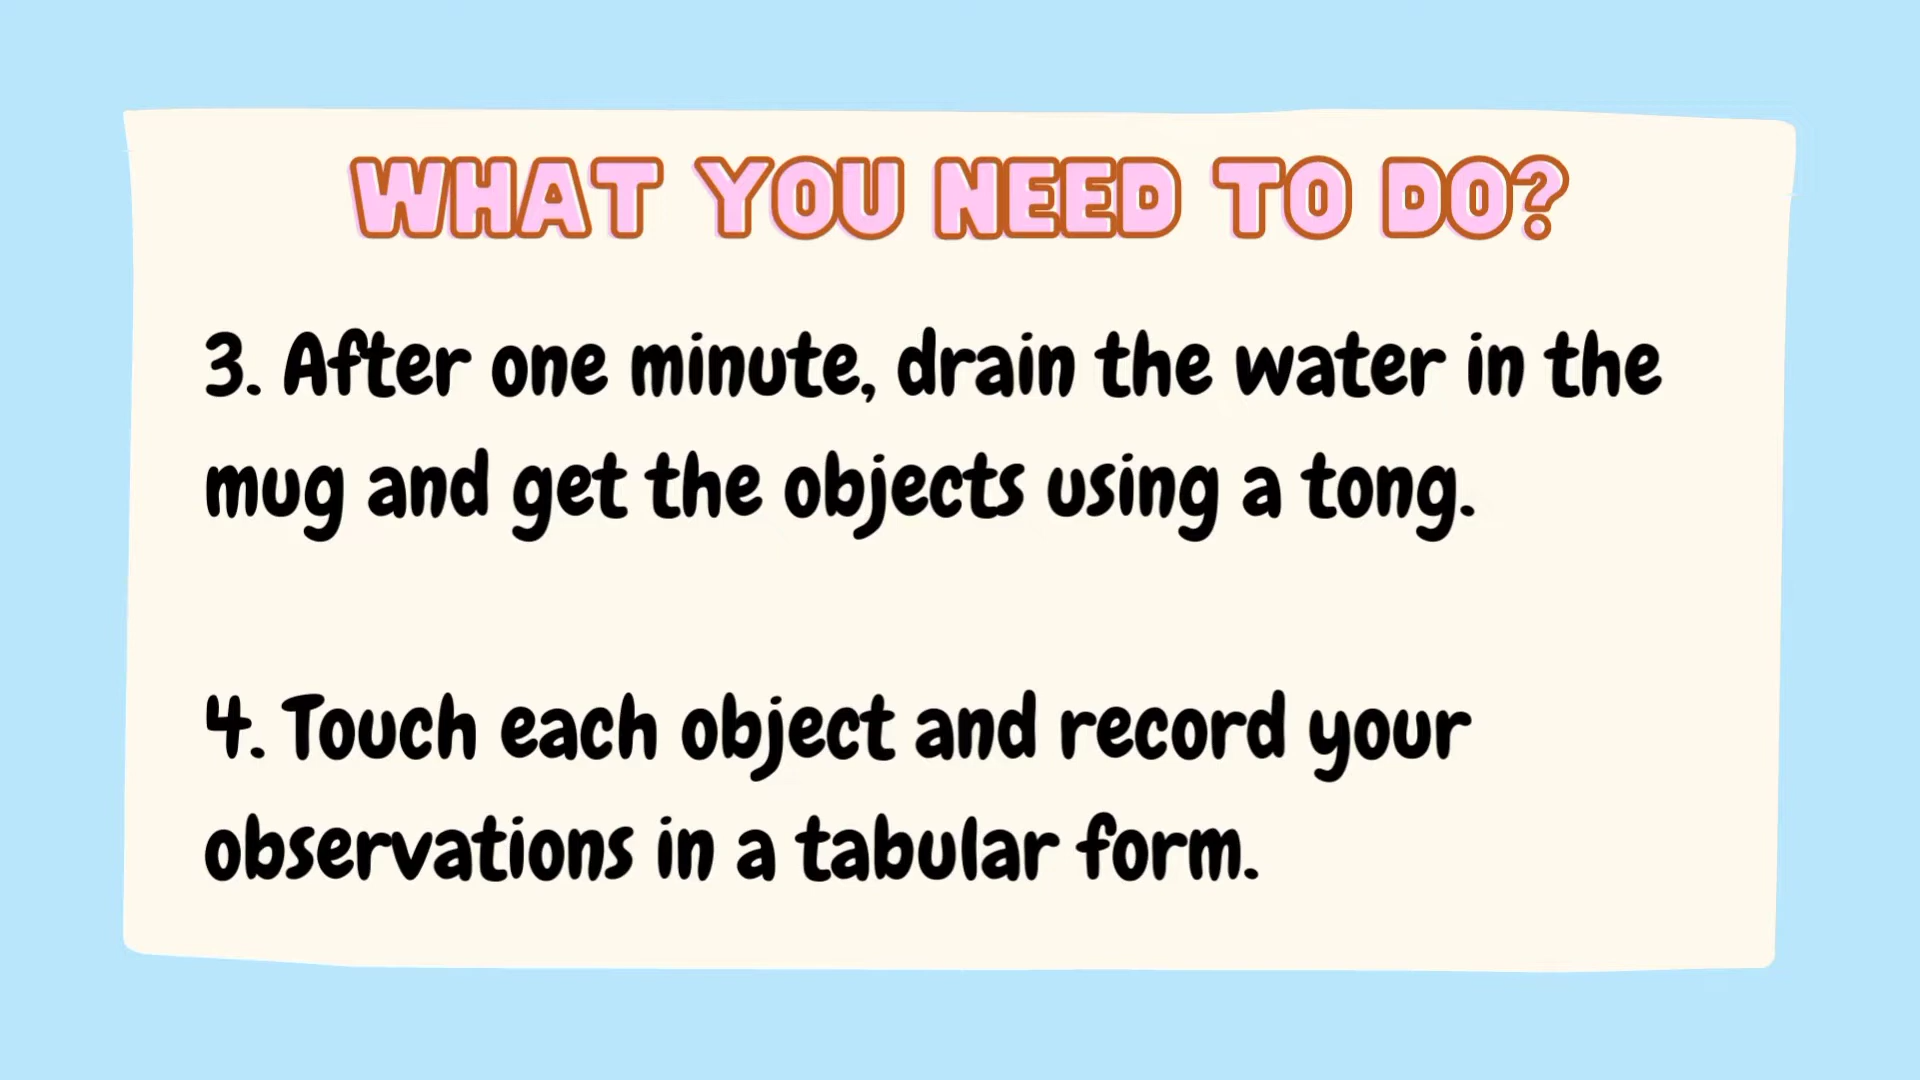 WHAT YOU NEED TO DO?
3. After one minute, drain the water in the
mug and get the objects using a tong.
4. Touch each object and record your
observations in a tabular form.